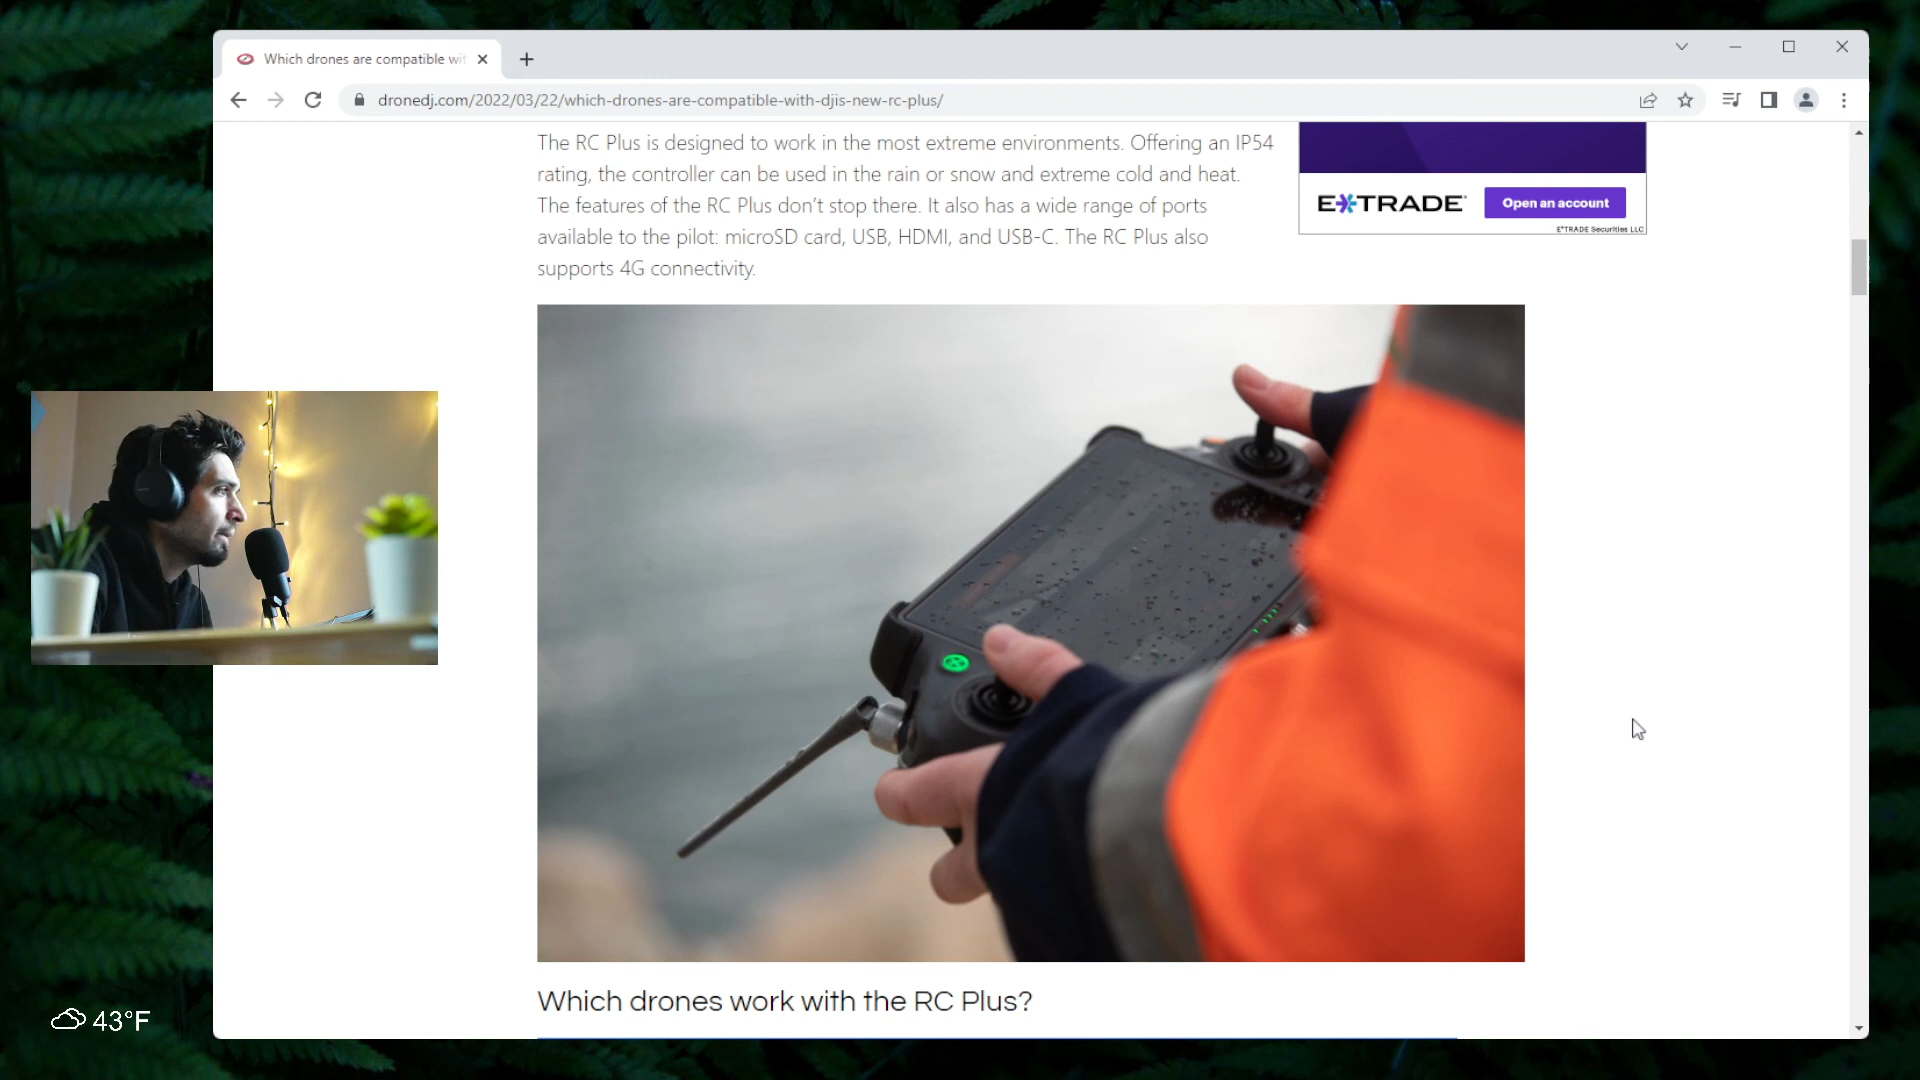 Which drones are compatible wit
dronedj.com/2022/03/22/which-drones-are-compatible-with-djis-new-rc-plus/
The RC Plus is designed to work in the most extreme environments. Offering an IP54
rating, the controller can be used in the rain or snow and extreme cold and heat.
The features of the RC Plus don’t stop there. It also has a wide range of ports
available to the pilot: microSD card, USB, HDMI, and USB-C. The RC Plus also
supports 4G connectivity.
E*TRADE
Open an account
E*TRADE Securities LLC
Which drones work with the RC Plus?
43°F